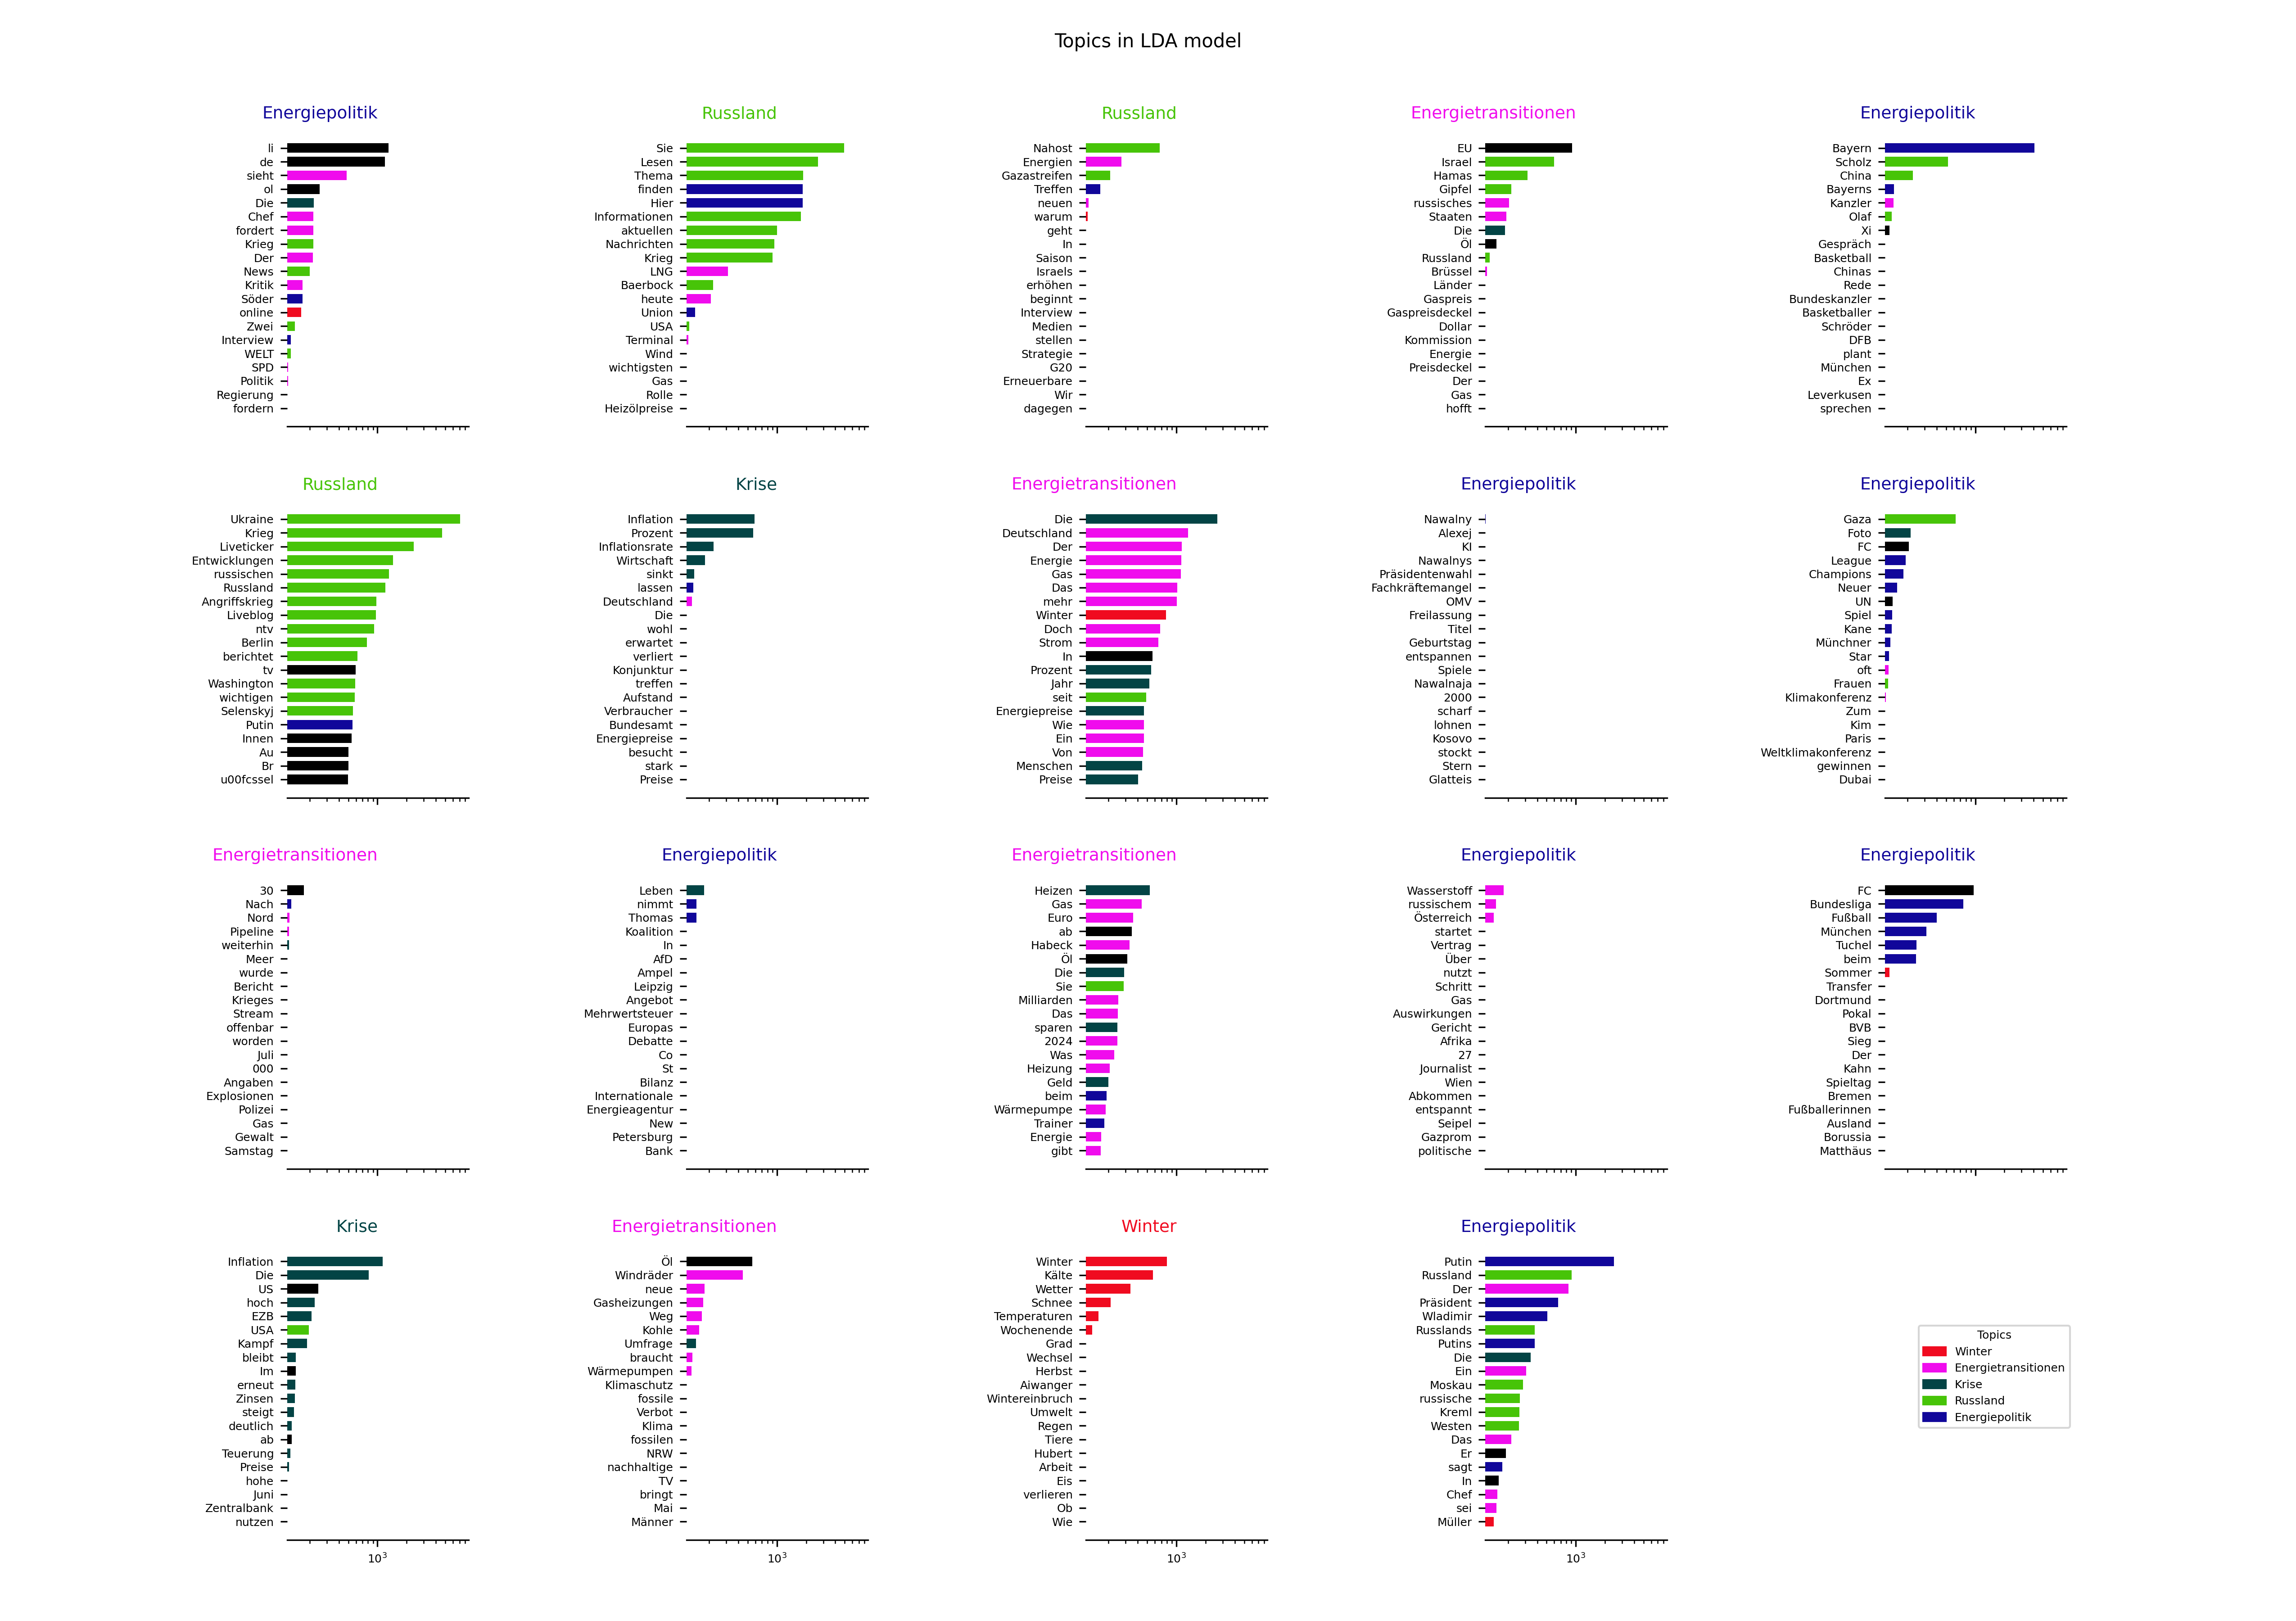 Topics in LDA model
Energiepolitik
li
de
sieht
ol
Die
Chef
fordert
Krieg
Der
News
Kritik
Söder
online
Zwei
Interview
WELT
SPD
Politik
Regierung
fordern
Russland
Sie
Lesen
Thema
finden
Hier
Informationen
aktuellen
Nachrichten
Krieg
LNG
Baerbock
heute
Union
USA
Terminal
Wind
wichtigsten
Gas
Rolle
Heizölpreise
Russland
Nahost
Energien
Gazastreifen
Treffen
neuen
warum
geht
In
Saison
Israels
erhöhen
beginnt
Interview
Medien
stellen
Strategie
G20
Erneuerbare
Wir
dagegen
Energietransitionen
EU
Israel
Hamas
Gipfel
russisches
Staaten
Die
Öl
Russland
Brüssel
Länder
Gaspreis
Gaspreisdeckel
Dollar
Kommission
Energie
Preisdeckel
Der
Gas
hofft
Energiepolitik
Bayern
Scholz
China
Bayerns
Kanzler
Olaf
Xi
Gespräch
Basketball
Chinas
Rede
Bundeskanzler
Basketballer
Schröder
DFB
plant
München
Ex
Leverkusen
sprechen
Russland
Ukraine
Krieg
Liveticker
Entwicklungen
russischen
Russland
Angriffskrieg
Liveblog
ntv
Berlin
berichtet
tv
Washington
wichtigen
Selenskyj
Putin
Innen
Au
Br
u00fcssel
Krise
Inflation
Prozent
Inflationsrate
Wirtschaft
sinkt
lassen
Deutschland
Die
wohl
erwartet
verliert
Konjunktur
treffen
Aufstand
Verbraucher
Bundesamt
Energiepreise
besucht
stark
Preise
Energietransitionen
Die
Deutschland
Der
Energie
Gas
Das
mehr
Winter
Doch
Strom
In
Prozent
Jahr
seit
Energiepreise
Wie
Ein
Von
Menschen
Preise
Energiepolitik
Nawalny
Alexej
KI
Nawalnys
Präsidentenwahl
Fachkräftemangel
OMV
Freilassung
Titel
Geburtstag
entspannen
Spiele
Nawalnaja
2000
scharf
lohnen
Kosovo
stockt
Stern
Glatteis
Energiepolitik
Gaza
Foto
FC
League
Champions
Neuer
UN
Spiel
Kane
Münchner
Star
oft
Frauen
Klimakonferenz
Zum
Kim
Paris
Weltklimakonferenz
gewinnen
Dubai
Energietransitionen
30
Nach
Nord
Pipeline
weiterhin
Meer
wurde
Bericht
Krieges
Stream
offenbar
worden
Juli
000
Angaben
Explosionen
Polizei
Gas
Gewalt
Samstag
Energiepolitik
Leben
nimmt
Thomas
Koalition
In
AfD
Ampel
Leipzig
Angebot
Mehrwertsteuer
Europas
Debatte
Co
St
Bilanz
Internationale
Energieagentur
New
Petersburg
Bank
Energietransitionen
Heizen
Gas
Euro
ab
Habeck
Öl
Die
Sie
Milliarden
Das
sparen
2024
Was
Heizung
Geld
beim
Wärmepumpe
Trainer
Energie
gibt
Energiepolitik
Wasserstoff
russischem
Österreich
startet
Vertrag
Über
nutzt
Schritt
Gas
Auswirkungen
Gericht
Afrika
27
Journalist
Wien
Abkommen
entspannt
Seipel
Gazprom
politische
Energiepolitik
FC
Bundesliga
Fußball
München
Tuchel
beim
Sommer
Transfer
Dortmund
Pokal
BVB
Sieg
Der
Kahn
Spieltag
Bremen
Fußballerinnen
Ausland
Borussia
Matthäus
Krise
Inflation
Die
US
hoch
EZB
USA
Kampf
bleibt
Im
erneut
Zinsen
steigt
deutlich
ab
Teuerung
Preise
hohe
Juni
Zentralbank
nutzen
10³
Energietransitionen
Öl
Windräder
neue
Gasheizungen
Weg
Kohle
Umfrage
braucht
Wärmepumpen
Klimaschutz
fossile
Verbot
Klima
fossilen
NRW
nachhaltige
TV
bringt
Mai
Männer
10³
Winter
Winter
Kälte
Wetter
Schnee
Temperaturen
Wochenende
Grad
Wechsel
Herbst
Aiwanger
Wintereinbruch
Umwelt
Regen
Tiere
Hubert
Arbeit
Eis
verlieren
Ob
Wie
10³
Energiepolitik
Putin
Russland
Der
Präsident
Wladimir
Russlands
Putins
Die
Ein
Moskau
russische
Kreml
Westen
Das
Er
sagt
In
Chef
sei
Müller
10³
Topics
Winter
Energietransitionen
Krise
Russland
Energiepolitik